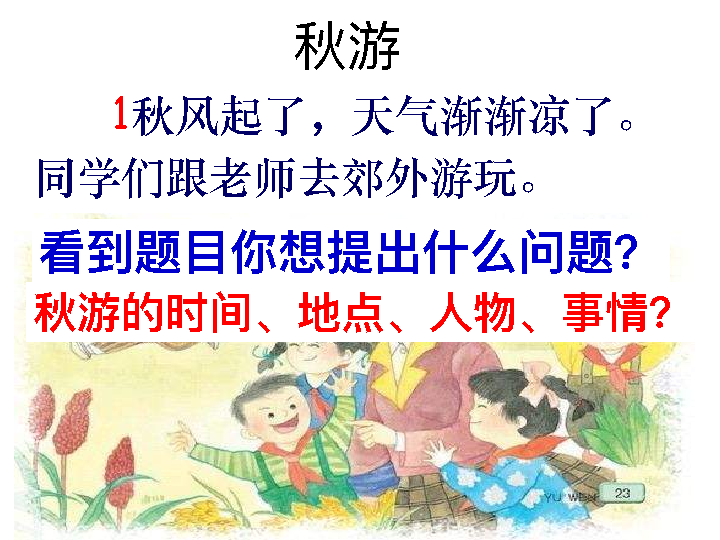 秋游
1秋风起了，天气渐渐凉了。
同学们跟老师去郊外游玩。
看到题目你想提出什么问题?
秋游的时间、地点、人物、事情?
YU WEN 23